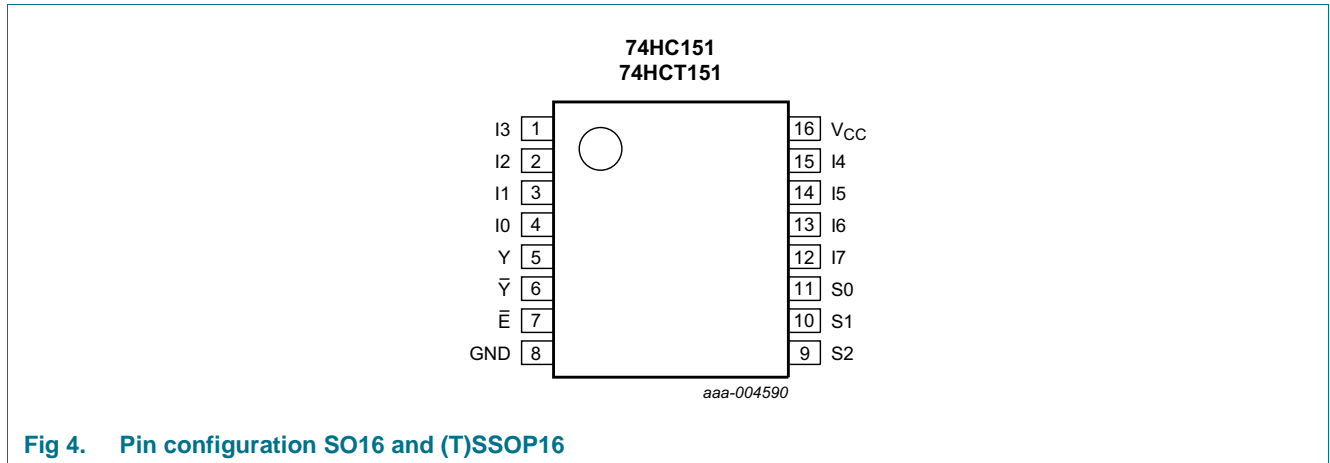 74HC151
74HCT151
I3 1 16 VCC
I2 2 15 I4
I1 3 14 I5
I0 4 13 I6
Y 5 12 I7
Y̅ 6 11 S0
E̅ 7 10 S1
GND 8 9 S2
aaa-004590
Fig 4. Pin configuration SO16 and (T)SSOP16